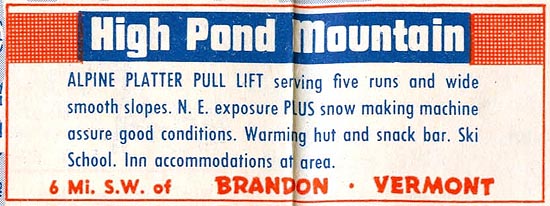 High Pond Mountain
ALPINE PLATTER PULL LIFT serving five runs and wide
smooth slopes. N. E. exposure PLUS snow making machine
assure good conditions. Warming hut and snack bar. Ski
School. Inn accommodations at area.
6 Mi. S.W. of BRANDON · VERMONT